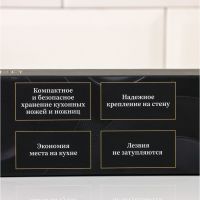 Компактное
и безопасное
хранение кухонных
ножей и ножниц
Надежное
крепление на стену
Экономия
места на кухне
Лезвия
не затупляются